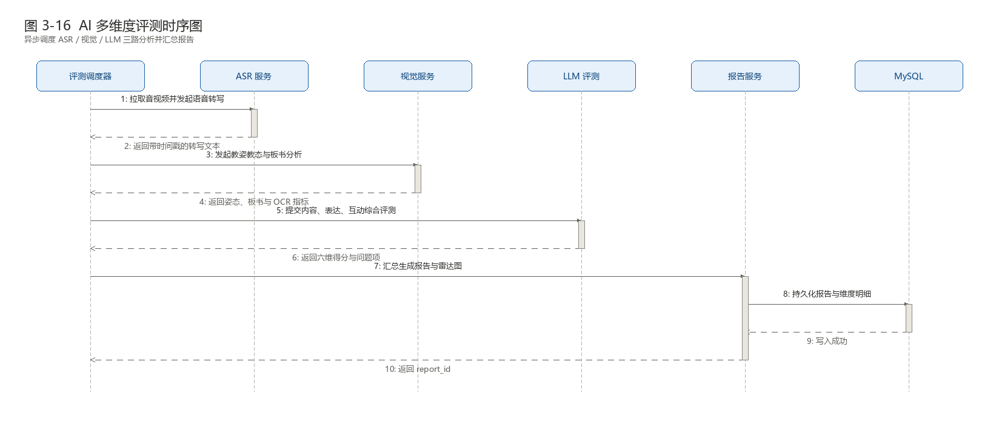 图 3-16  AI 多维度评测时序图
异步调度 ASR / 视觉 / LLM 三路分析并汇总报告
评测调度器
ASR 服务
视觉服务
LLM 评测
报告服务
MySQL
1: 拉取音视频并发起语音转写
2: 返回带时间戳的转写文本
3: 发起教姿教态与板书分析
4: 返回姿态、板书与 OCR 指标
5: 提交内容、表达、互动综合评测
6: 返回六维得分与问题项
7: 汇总生成报告与雷达图
8: 持久化报告与维度明细
9: 写入成功
10: 返回 report_id